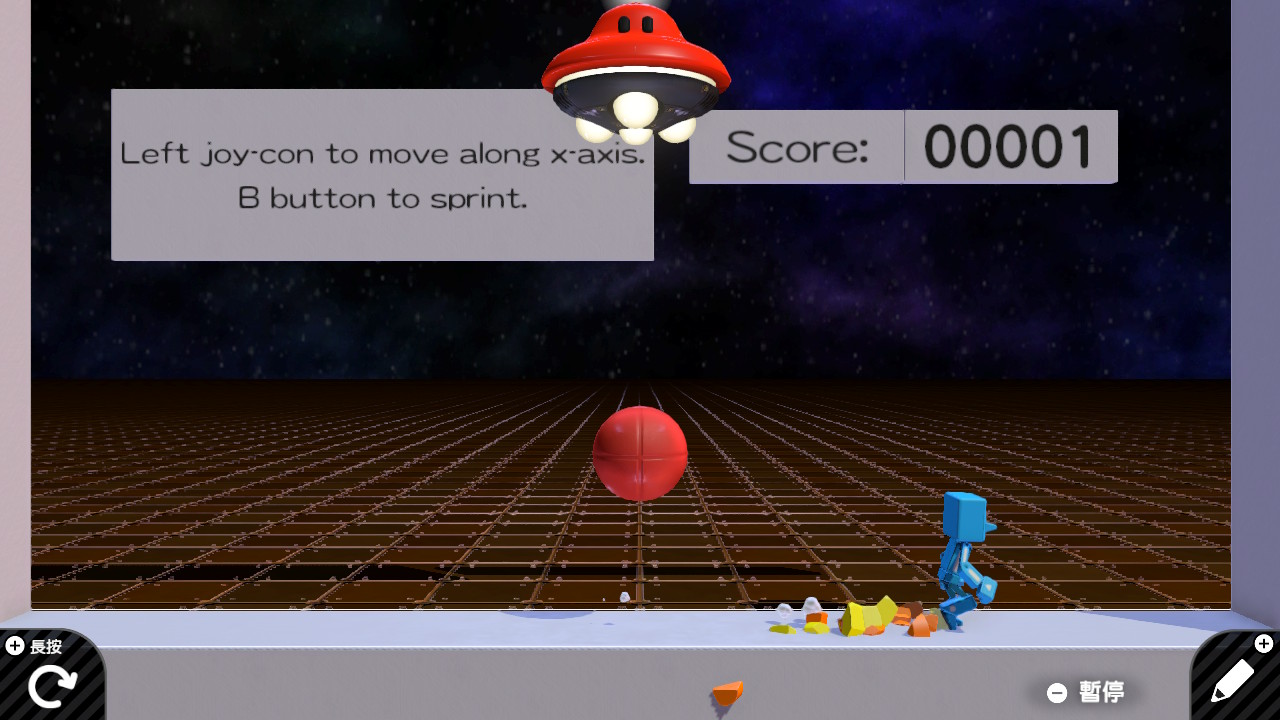 Left joy-con to move along x-axis.
B button to sprint.
Score: 00001
長按
暫停